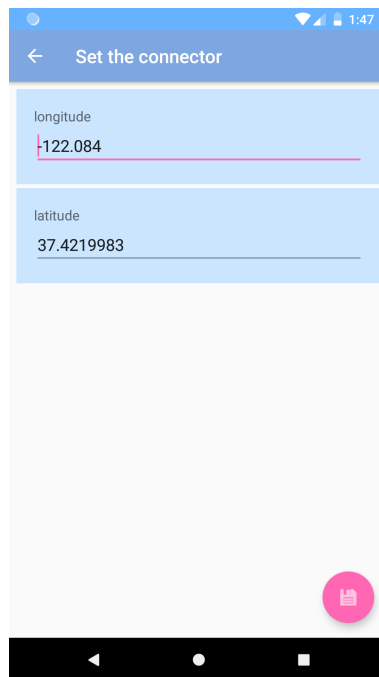 1:47
Set the connector
longitude
-122.084
latitude
37.4219983